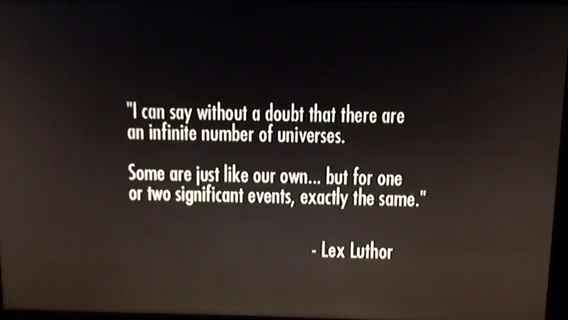 "I can say without a doubt that there are
an infinite number of universes.
Some are just like our own... but for one
or two significant events, exactly the same."
- Lex Luthor